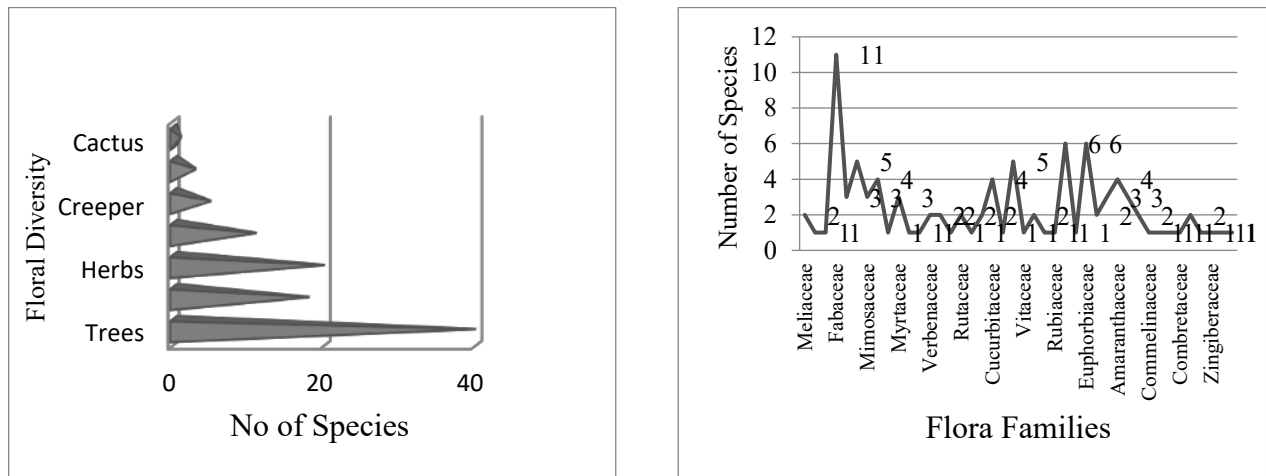 Cactus
Creeper
Herbs
Trees
Floral Diversity
0 20 40
No of Species
12
10
8
6
4
2
0
Number of Species
11
2
11
3
5
3
4
1
3
11
2
2
1
2
2
4
1
5
1
2
11
6 6
1
2
3
4
3
11
11
2
1111
Meliaceae
Fabaceae
Mimosaceae
Myrtaceae
Verbenaceae
Rutaceae
Cucurbitaceae
Vitaceae
Rubiaceae
Euphorbiaceae
Amaranthaceae
Commelinaceae
Combretaceae
Zingiberaceae
Flora Families